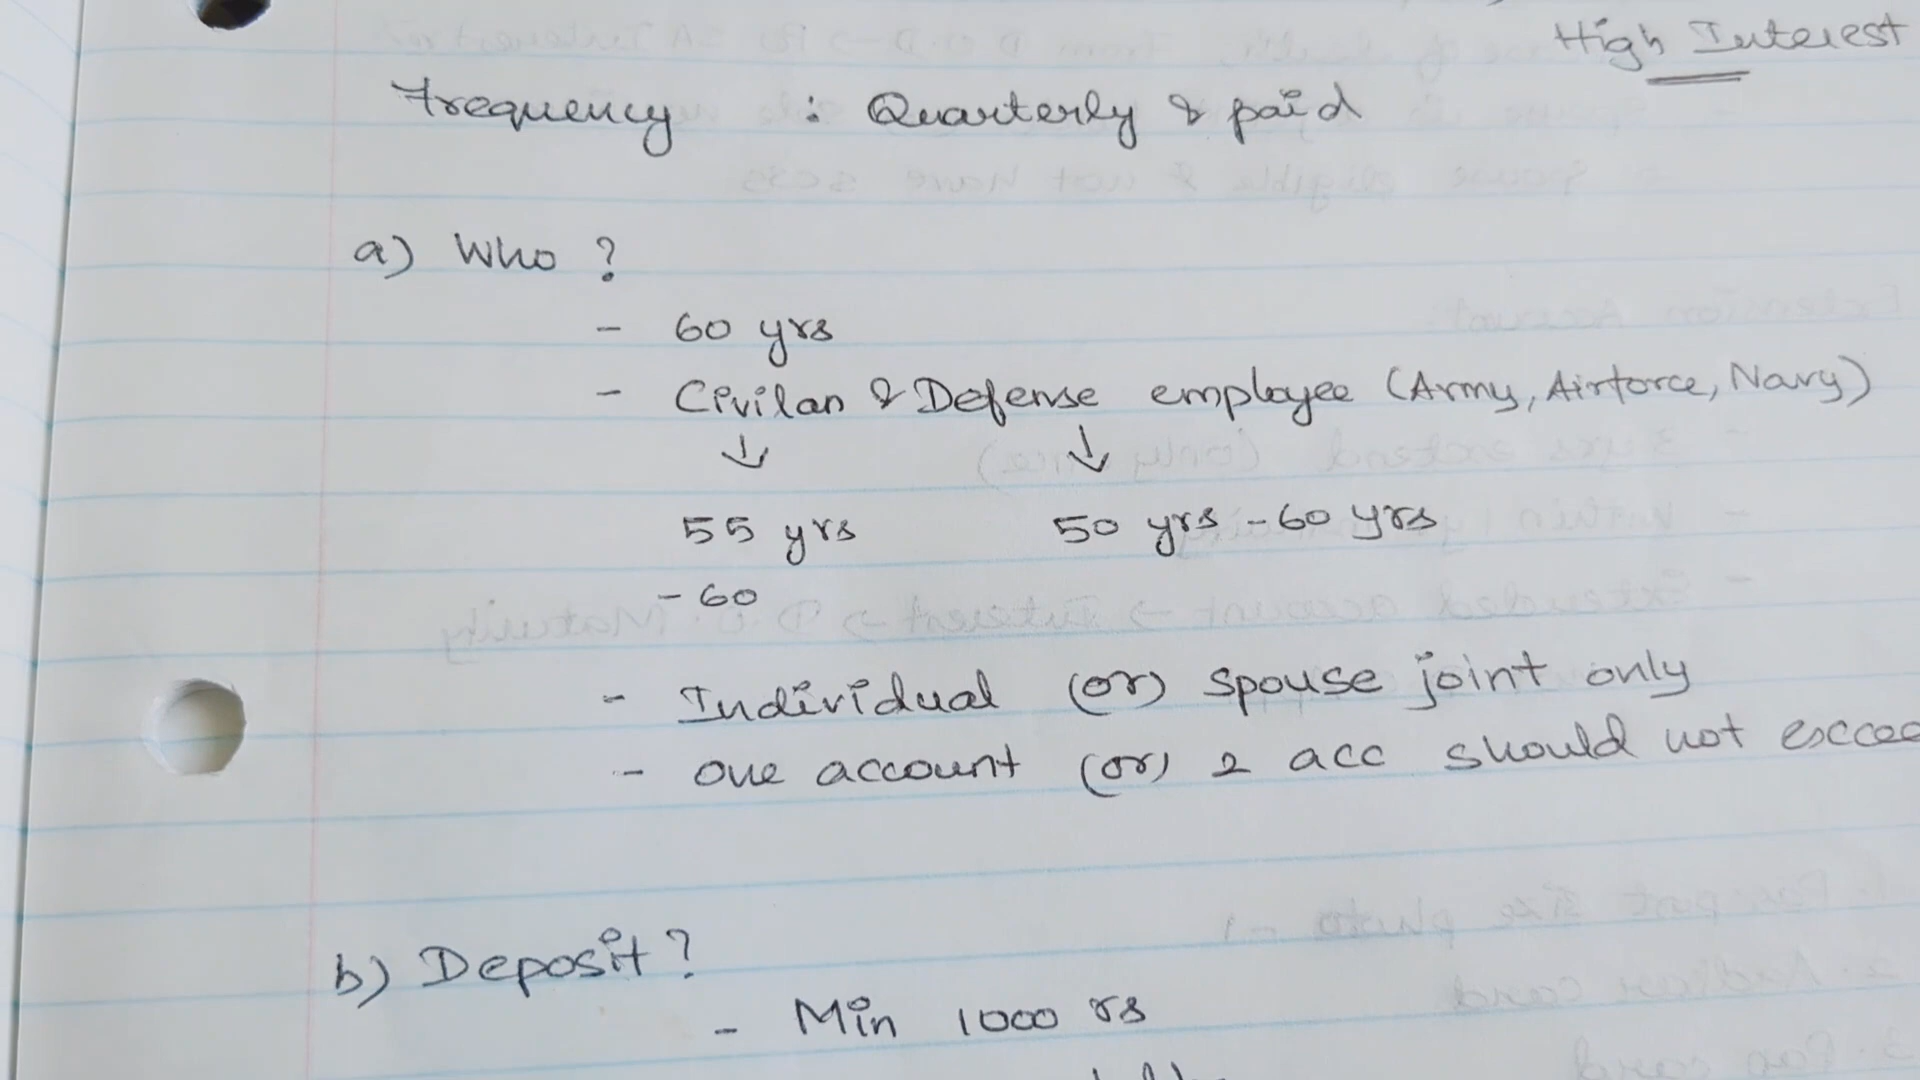 High Interest
Frequency : Quarterly & paid
a) Who ?
- 60 yrs
- Civilan & Defense employee (Army, Airforce, Navy)
↓ ↓
55 yrs 50 yrs - 60 yrs
- 60
- Individual (or) spouse joint only
- one account (or) 2 acc should not excee
b) Deposit ?
- Min 1000 rs